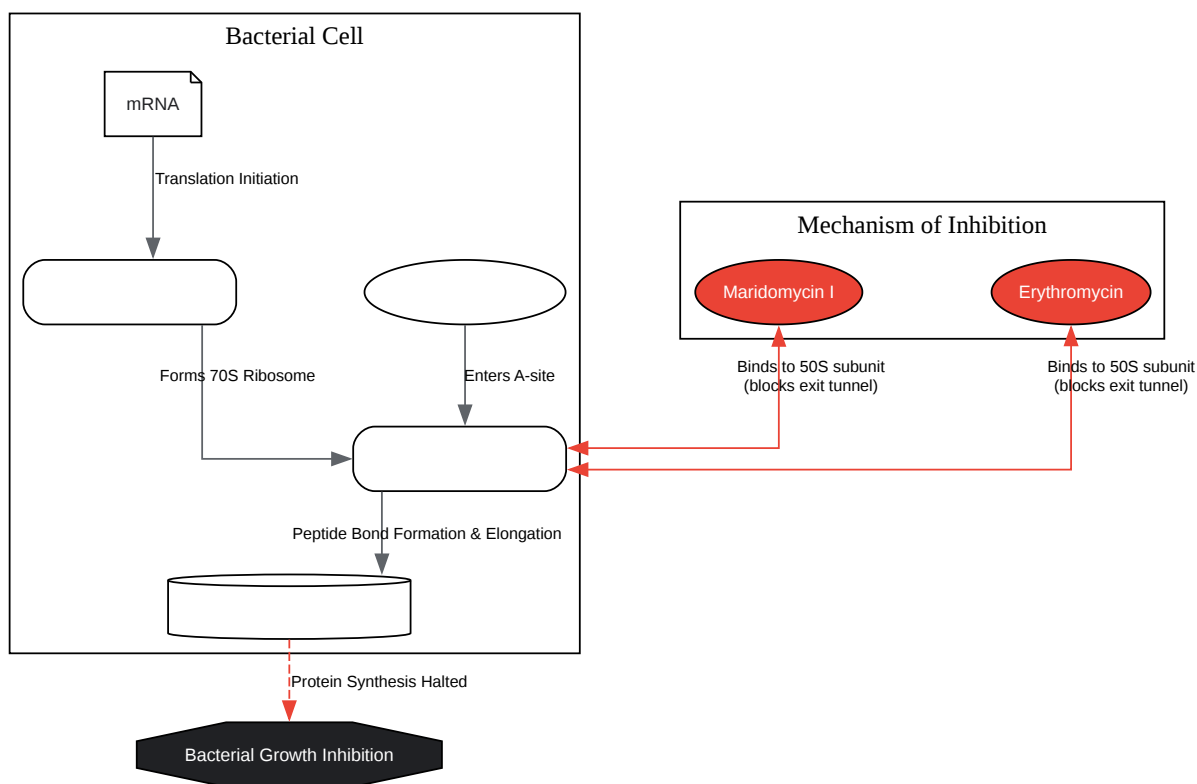 Bacterial Cell
mRNA
Translation Initiation
Mechanism of Inhibition
Maridomycin I
Erythromycin
Forms 70S Ribosome
Enters A-site
Binds to 50S subunit
(blocks exit tunnel)
Binds to 50S subunit
(blocks exit tunnel)
Peptide Bond Formation & Elongation
Protein Synthesis Halted
Bacterial Growth Inhibition